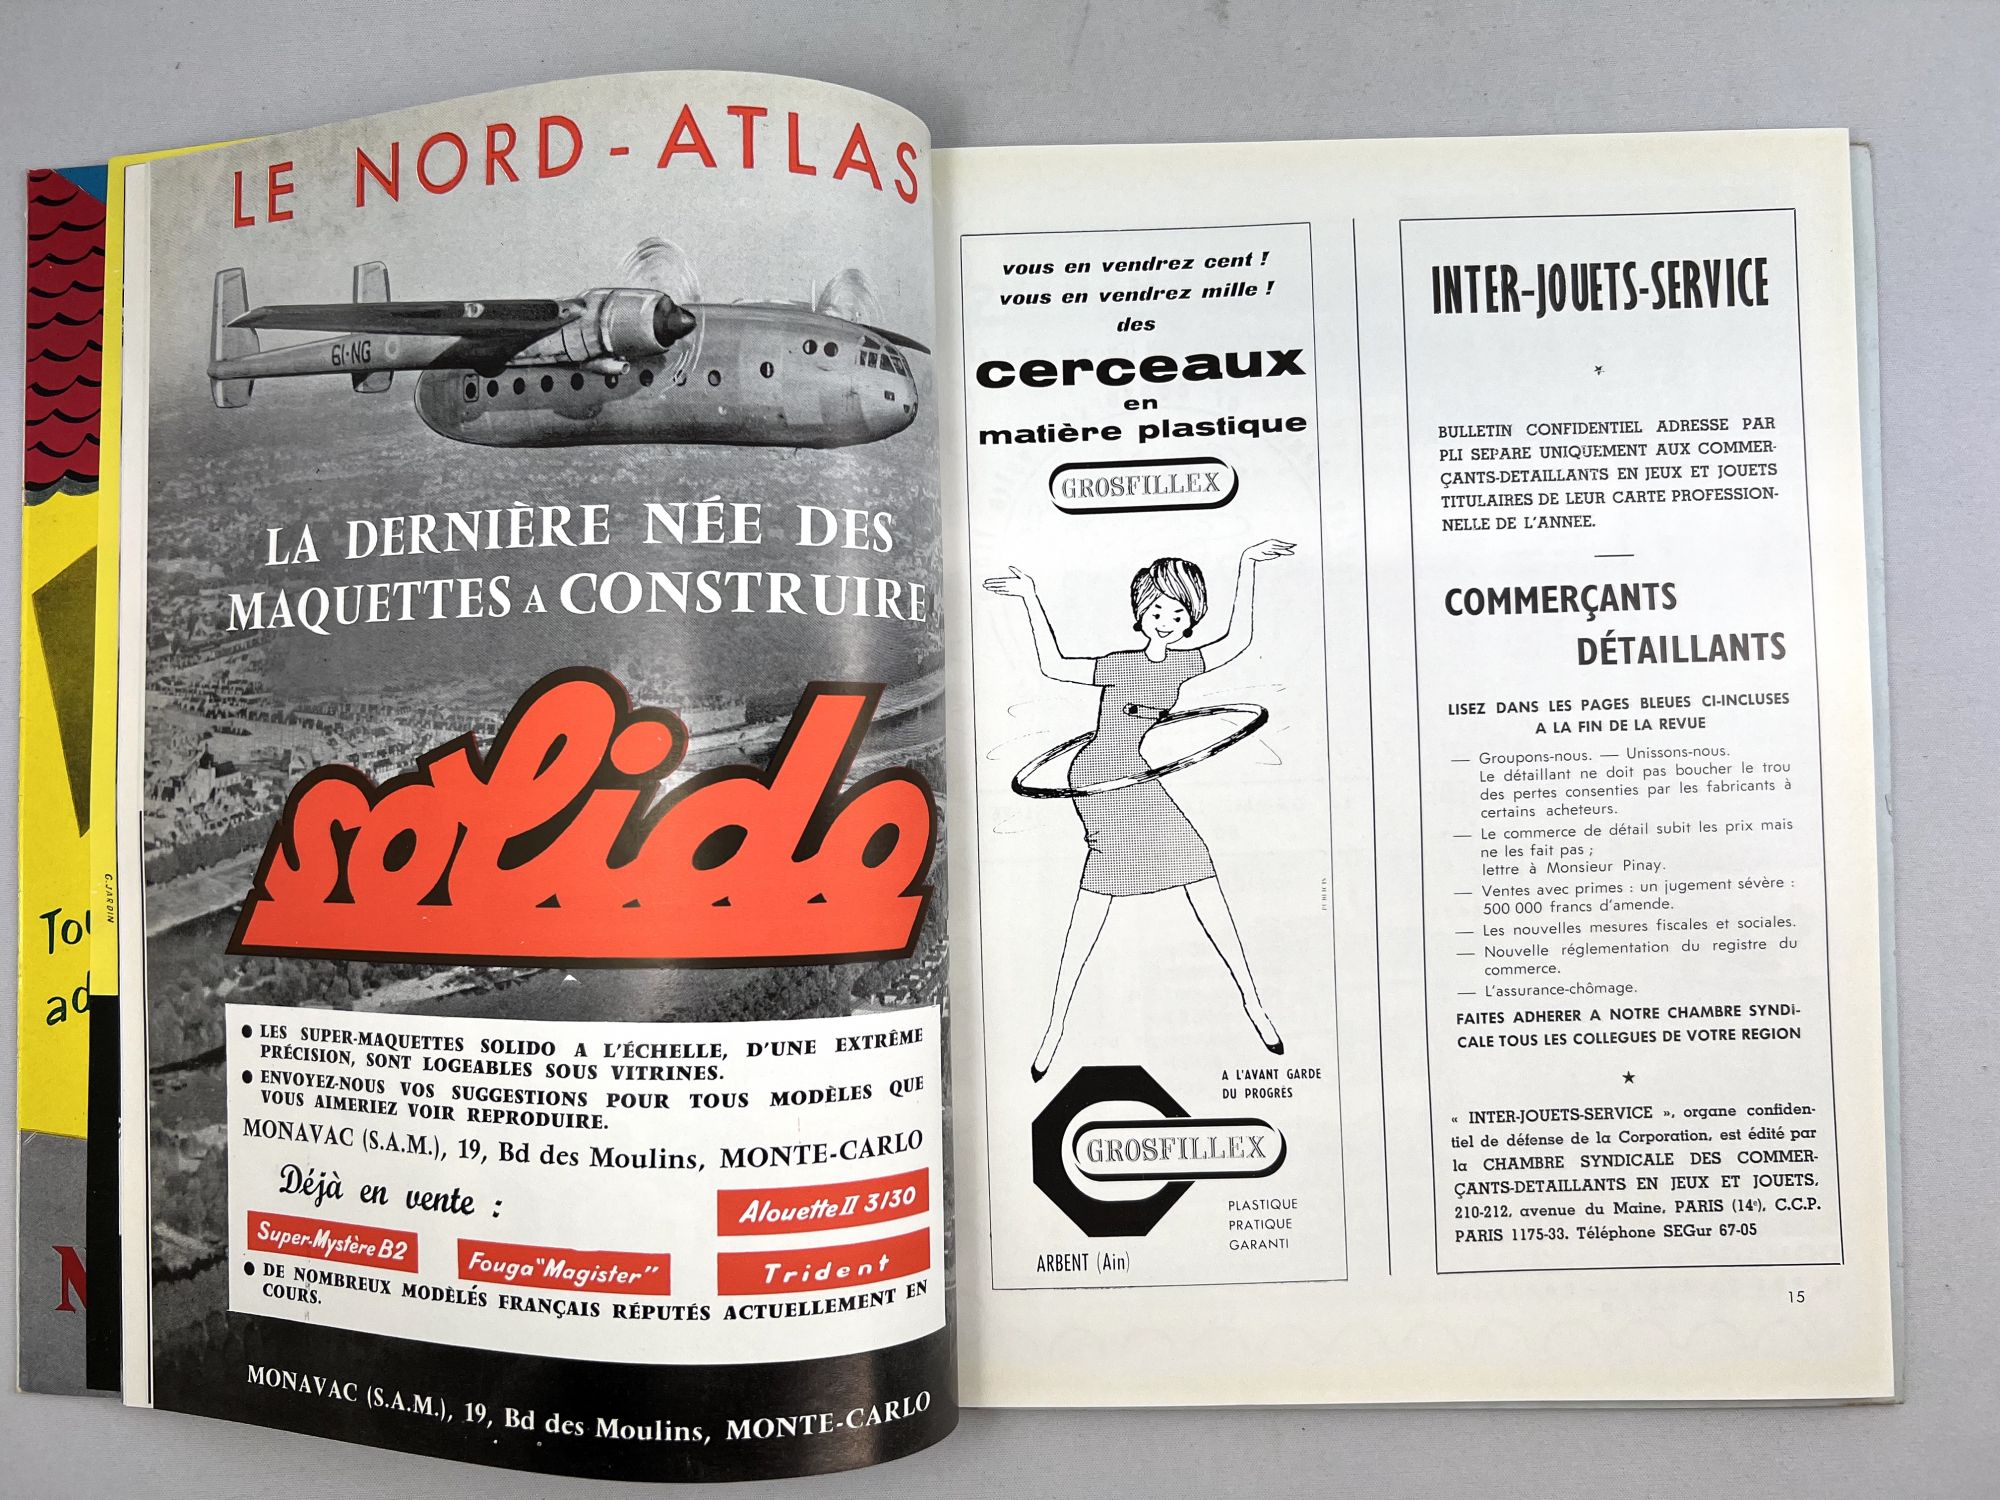 LE NORD-ATLAS
61-NG
LA DERNIÈRE NÉE DES
MAQUETTES A CONSTRUIRE
solido
● LES SUPER-MAQUETTES SOLIDO A L'ÉCHELLE, D'UNE EXTRÊME
PRÉCISION, SONT LOGEABLES SOUS VITRINES.
● ENVOYEZ-NOUS VOS SUGGESTIONS POUR TOUS MODÈLES QUE
VOUS AIMERIEZ VOIR REPRODUIRE.
MONAVAC (S.A.M.), 19, Bd des Moulins, MONTE-CARLO
Déjà en vente :
Super-Mystère B2
Fouga "Magister"
Alouette II 3/30
Trident
● DE NOMBREUX MODÈLES FRANÇAIS RÉPUTÉS ACTUELLEMENT EN
COURS.
MONAVAC (S.A.M.), 19, Bd des Moulins, MONTE-CARLO
G. JARDIN
vous en vendrez cent !
vous en vendrez mille !
des
cerceaux
en
matière plastique
GROSFILLEX
PUBLICIS
A L'AVANT GARDE
DU PROGRÈS
GROSFILLEX
PLASTIQUE
PRATIQUE
GARANTI
ARBENT (Ain)
INTER-JOUETS-SERVICE
BULLETIN CONFIDENTIEL ADRESSE PAR
PLI SEPARE UNIQUEMENT AUX COMMER-
ÇANTS-DETAILLANTS EN JEUX ET JOUETS
TITULAIRES DE LEUR CARTE PROFESSION-
NELLE DE L'ANNEE.
COMMERÇANTS
DÉTAILLANTS
LISEZ DANS LES PAGES BLEUES CI-INCLUSES
A LA FIN DE LA REVUE
— Groupons-nous. — Unissons-nous.
Le détaillant ne doit pas boucher le trou
des pertes consenties par les fabricants à
certains acheteurs.
— Le commerce de détail subit les prix mais
ne les fait pas ;
lettre à Monsieur Pinay.
— Ventes avec primes : un jugement sévère :
500 000 francs d'amende.
— Les nouvelles mesures fiscales et sociales.
— Nouvelle réglementation du registre du
commerce.
— L'assurance-chômage.
FAITES ADHERER A NOTRE CHAMBRE SYNDI-
CALE TOUS LES COLLEGUES DE VOTRE REGION
« INTER-JOUETS-SERVICE », organe confiden-
tiel de défense de la Corporation, est édité par
la CHAMBRE SYNDICALE DES COMMER-
ÇANTS-DETAILLANTS EN JEUX ET JOUETS,
210-212, avenue du Maine, PARIS (14e), C.C.P.
PARIS 1175-33. Téléphone SEGur 67-05
15